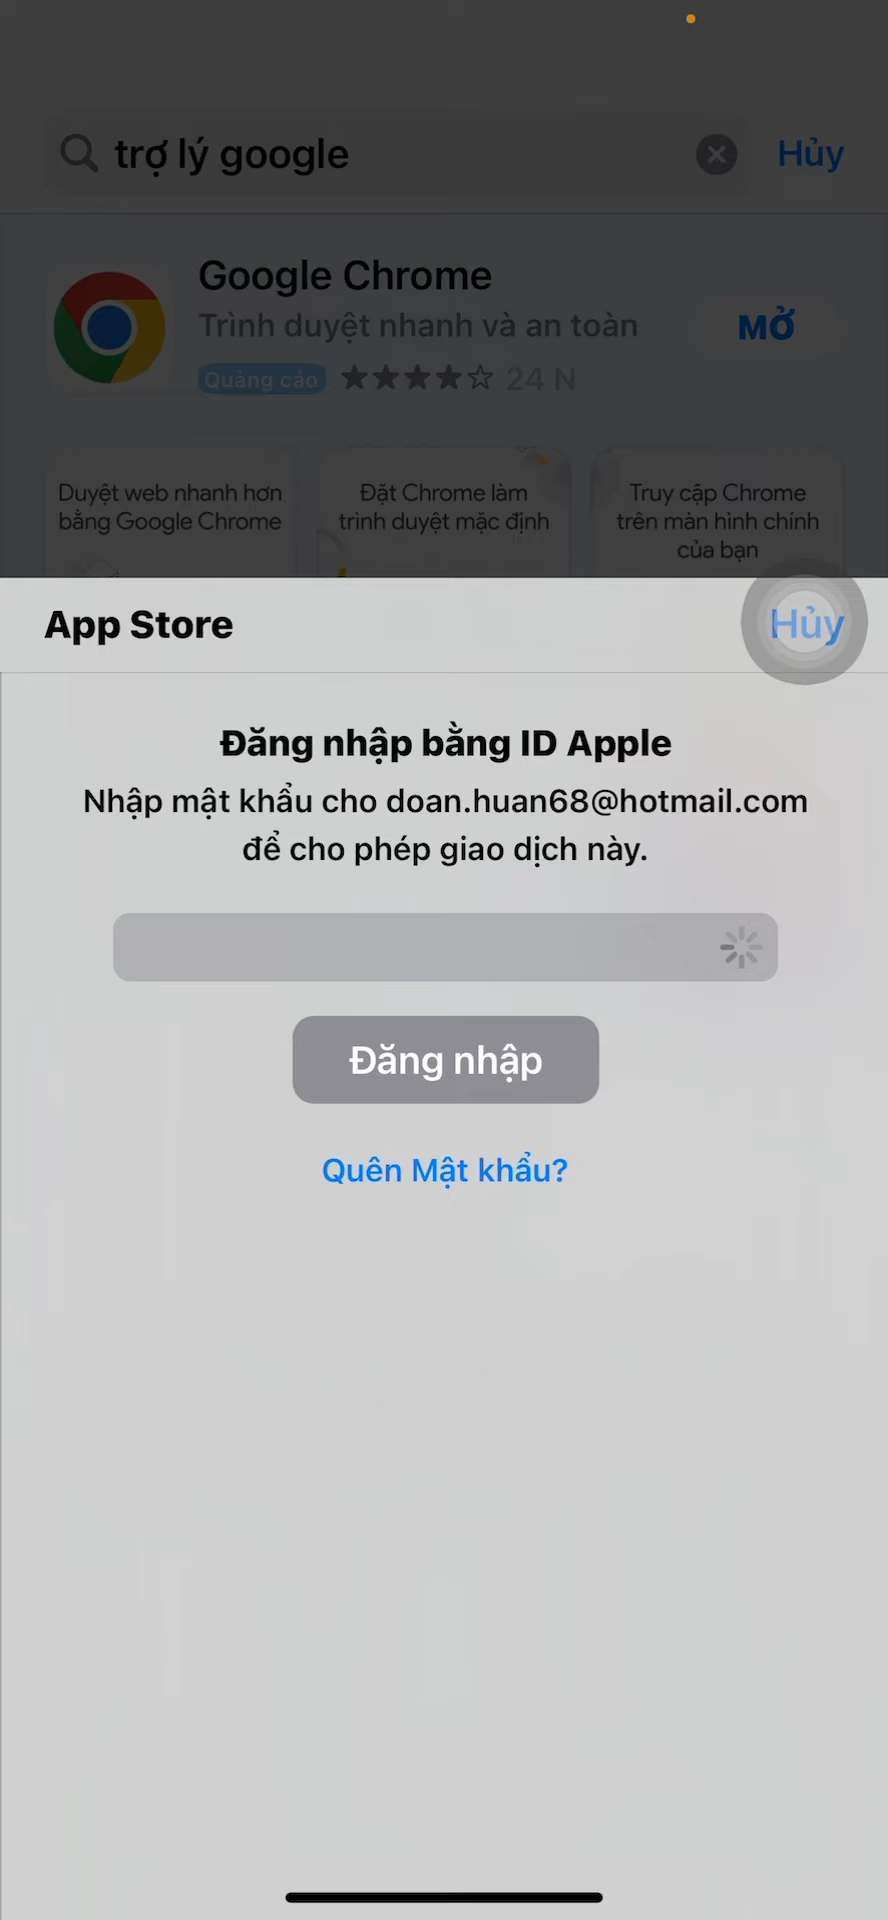 trợ lý google
Hủy
Google Chrome
Trình duyệt nhanh và an toàn
MỞ
Quảng cáo
24 N
Duyệt web nhanh hơn
bằng Google Chrome
Đặt Chrome làm
trình duyệt mặc định
Truy cập Chrome
trên màn hình chính
của bạn
App Store
Hủy
Đăng nhập bằng ID Apple
Nhập mật khẩu cho doan.huan68@hotmail.com
để cho phép giao dịch này.
Đăng nhập
Quên Mật khẩu?